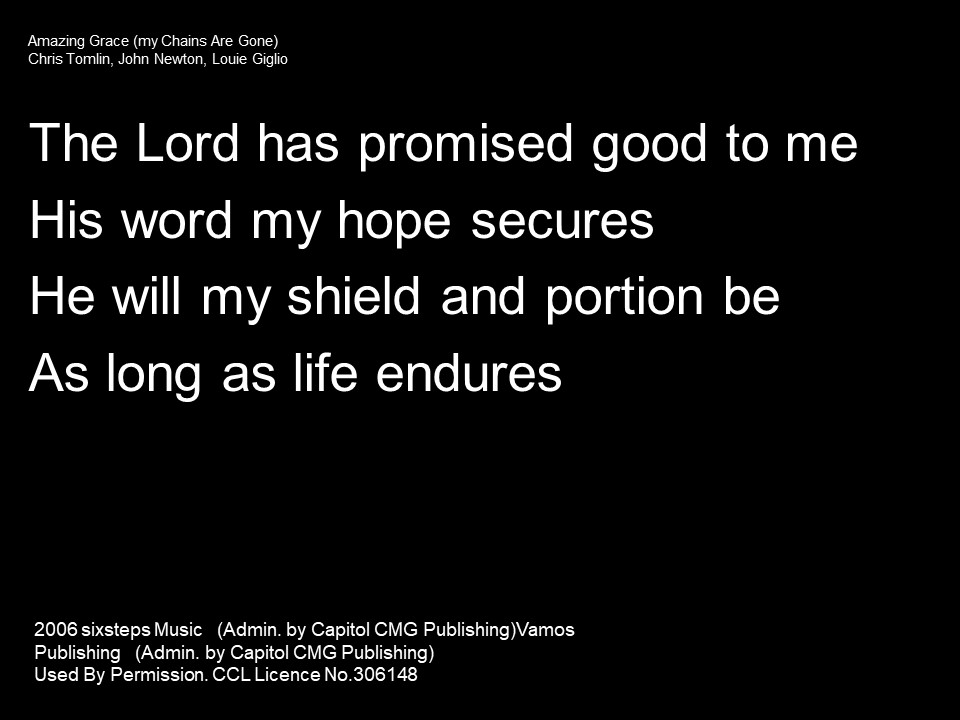 Amazing Grace (my Chains Are Gone)
Chris Tomlin, John Newton, Louie Giglio
The Lord has promised good to me
His word my hope secures
He will my shield and portion be
As long as life endures
2006 sixsteps Music (Admin. by Capitol CMG Publishing)Vamos
Publishing (Admin. by Capitol CMG Publishing)
Used By Permission. CCL Licence No.306148